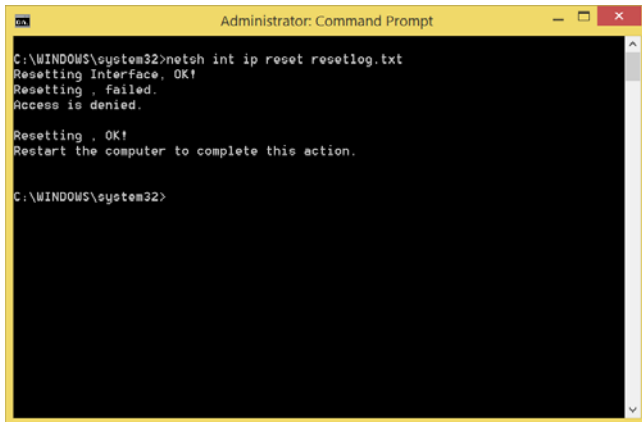 Administrator: Command Prompt
C:\WINDOWS\system32>netsh int ip reset resetlog.txt
Resetting Interface, OK!
Resetting , failed.
Access is denied.
Resetting , OK!
Restart the computer to complete this action.
C:\WINDOWS\system32>